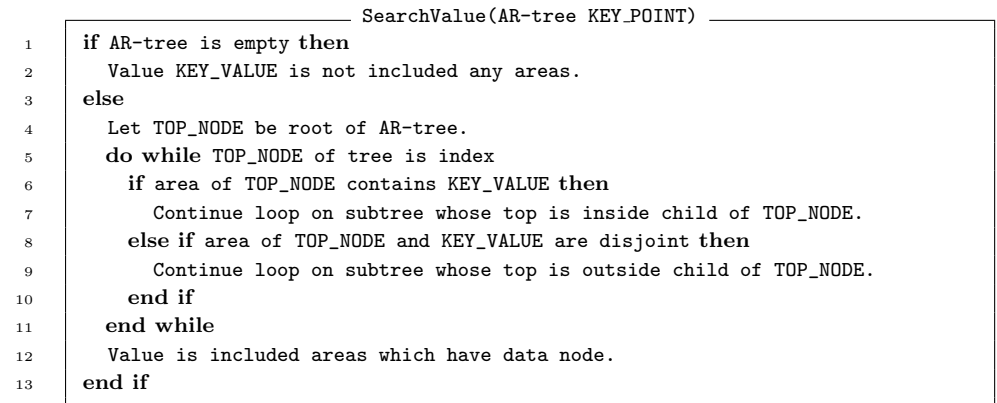 SearchValue(AR-tree KEY_POINT)
1 if AR-tree is empty then
2 Value KEY_VALUE is not included any areas.
3 else
4 Let TOP_NODE be root of AR-tree.
5 do while TOP_NODE of tree is index
6 if area of TOP_NODE contains KEY_VALUE then
7 Continue loop on subtree whose top is inside child of TOP_NODE.
8 else if area of TOP_NODE and KEY_VALUE are disjoint then
9 Continue loop on subtree whose top is outside child of TOP_NODE.
10 end if
11 end while
12 Value is included areas which have data node.
13 end if